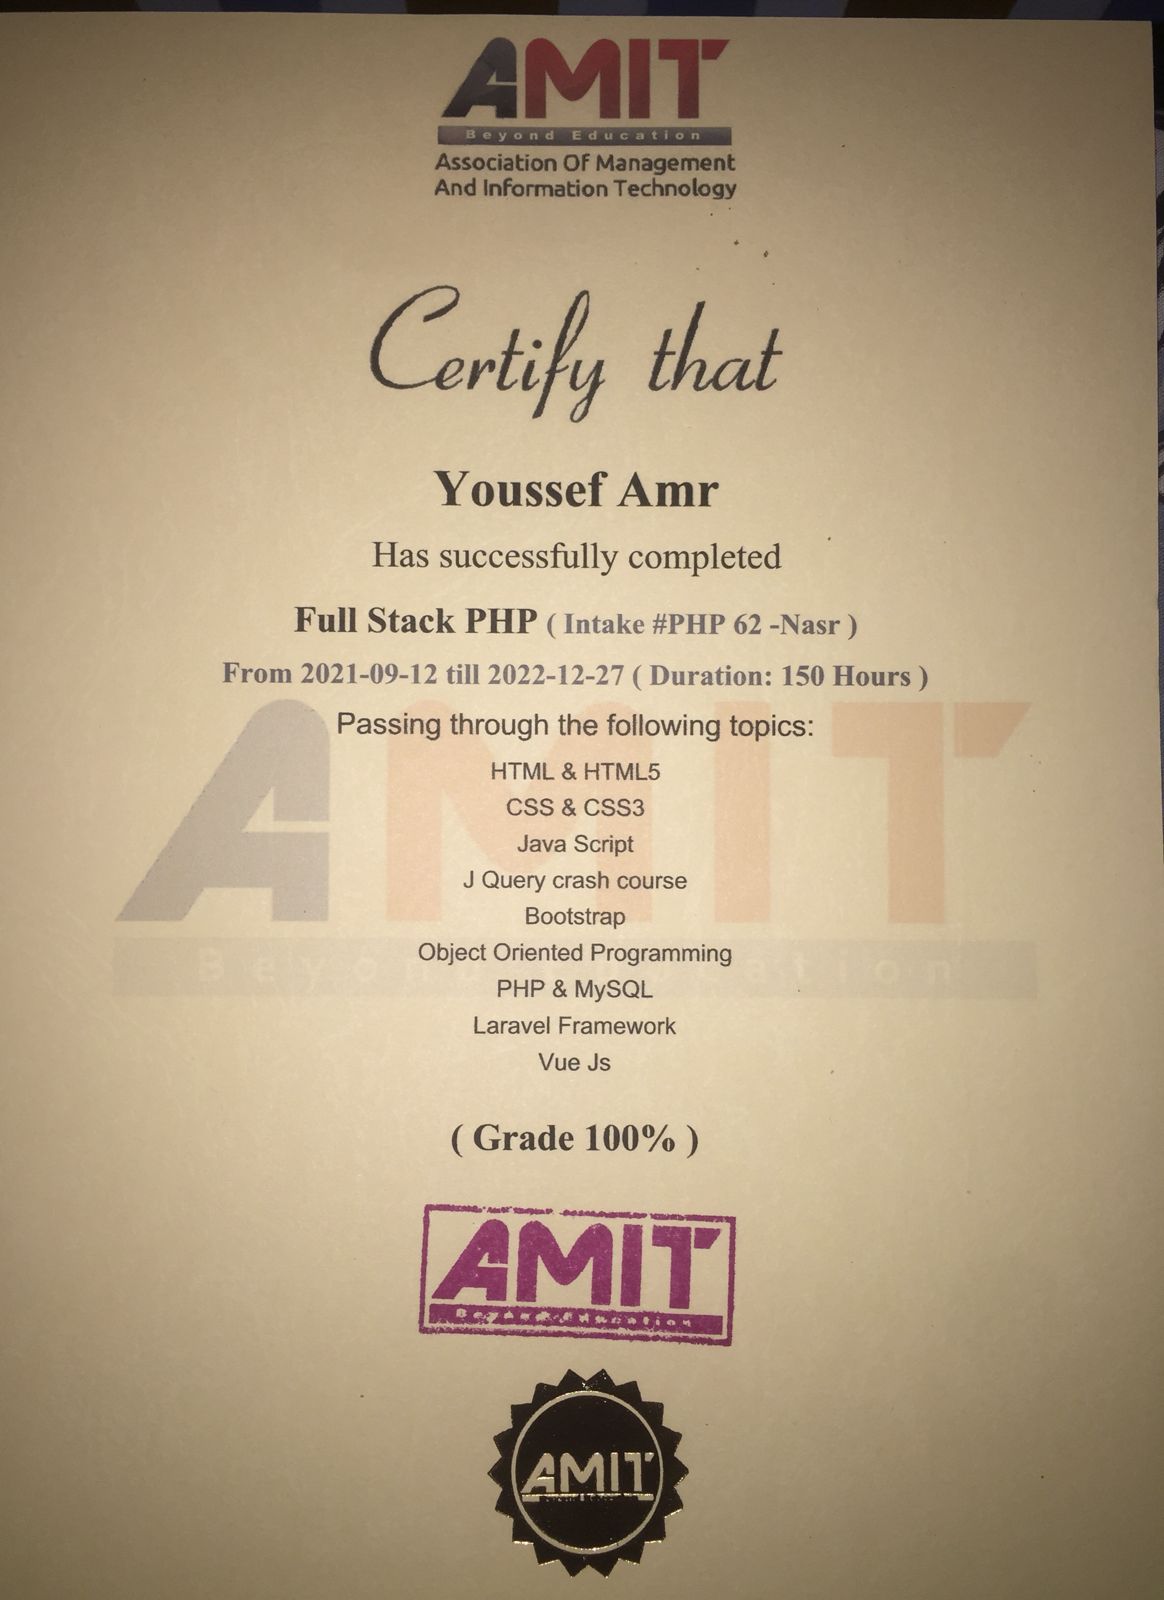 AMIT
Beyond Education
Association Of Management
And Information Technology
Certify that
Youssef Amr
Has successfully completed
Full Stack PHP ( Intake #PHP 62 -Nasr )
From 2021-09-12 till 2022-12-27 ( Duration: 150 Hours )
Passing through the following topics:
HTML & HTML5
CSS & CSS3
Java Script
J Query crash course
Bootstrap
Object Oriented Programming
PHP & MySQL
Laravel Framework
Vue Js
AMIT
( Grade 100% )
AMIT
Beyond Education
AMIT